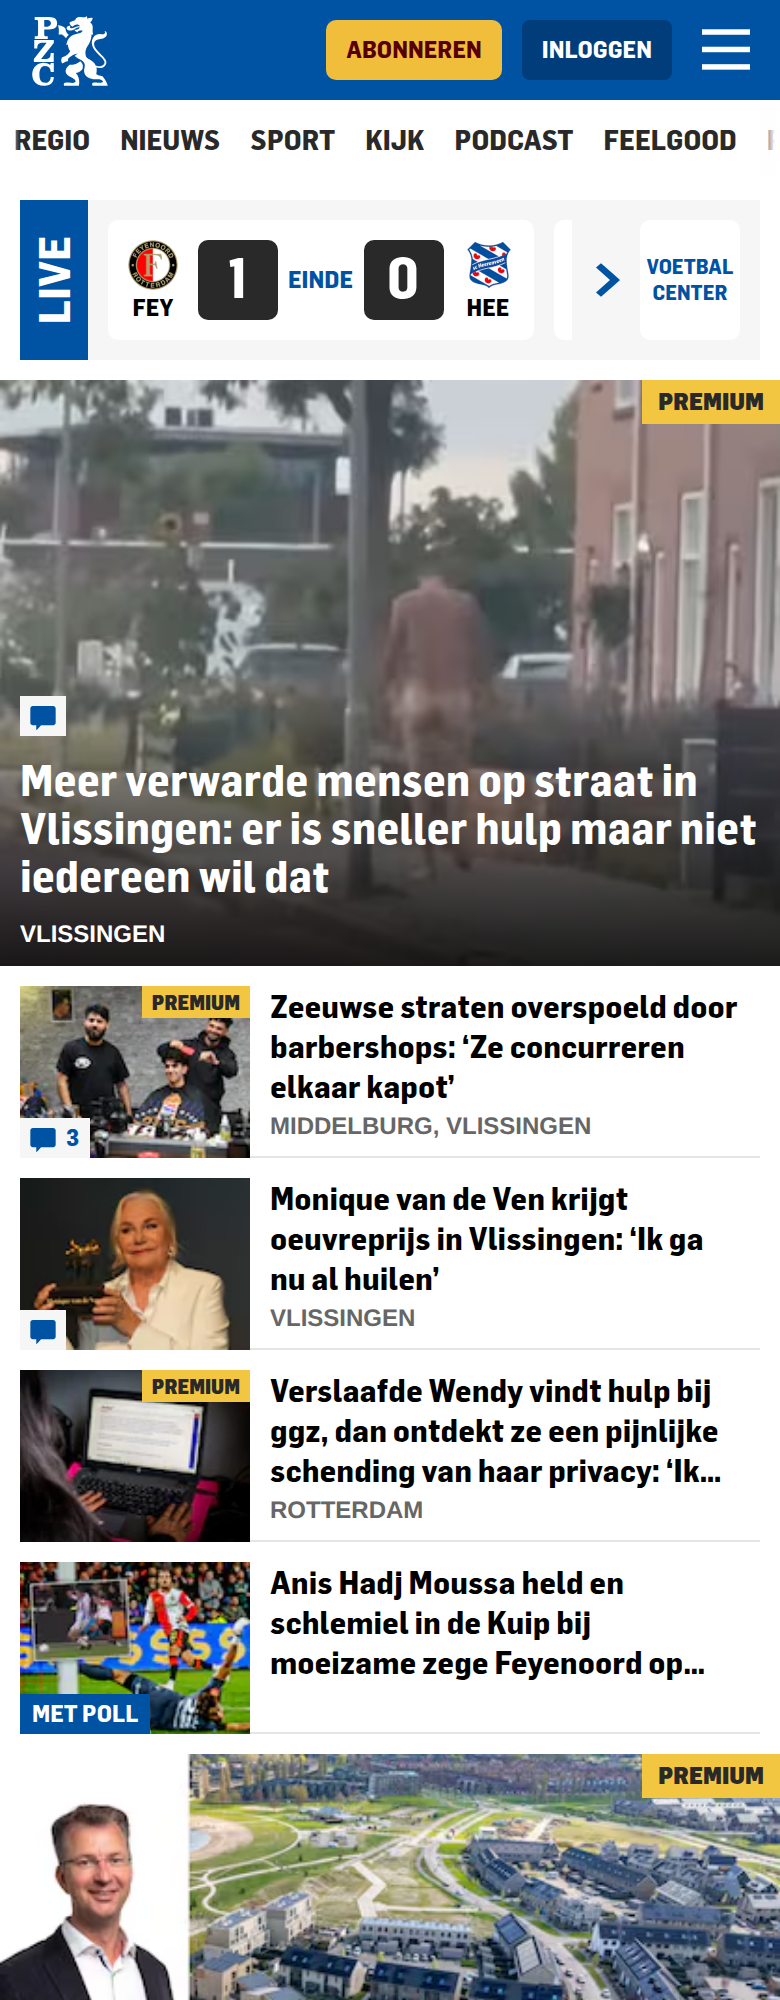 PZC
ABONNEREN
INLOGGEN
REGIO NIEUWS SPORT KIJK PODCAST FEELGOOD
LIVE
FEYENOORD
ROTTERDAM
FEY
1
EINDE
0
sc Heerenveen
HEE
VOETBAL
CENTER
PREMIUM
Meer verwarde mensen op straat in
Vlissingen: er is sneller hulp maar niet
iedereen wil dat
VLISSINGEN
PREMIUM
3
Zeeuwse straten overspoeld door
barbershops: ‘Ze concurreren
elkaar kapot’
MIDDELBURG, VLISSINGEN
Monique van de Ven krijgt
oeuvreprijs in Vlissingen: ‘Ik ga
nu al huilen’
VLISSINGEN
PREMIUM
Verslaafde Wendy vindt hulp bij
ggz, dan ontdekt ze een pijnlijke
schending van haar privacy: ‘Ik...
ROTTERDAM
MET POLL
Anis Hadj Moussa held en
schlemiel in de Kuip bij
moeizame zege Feyenoord op...
PREMIUM